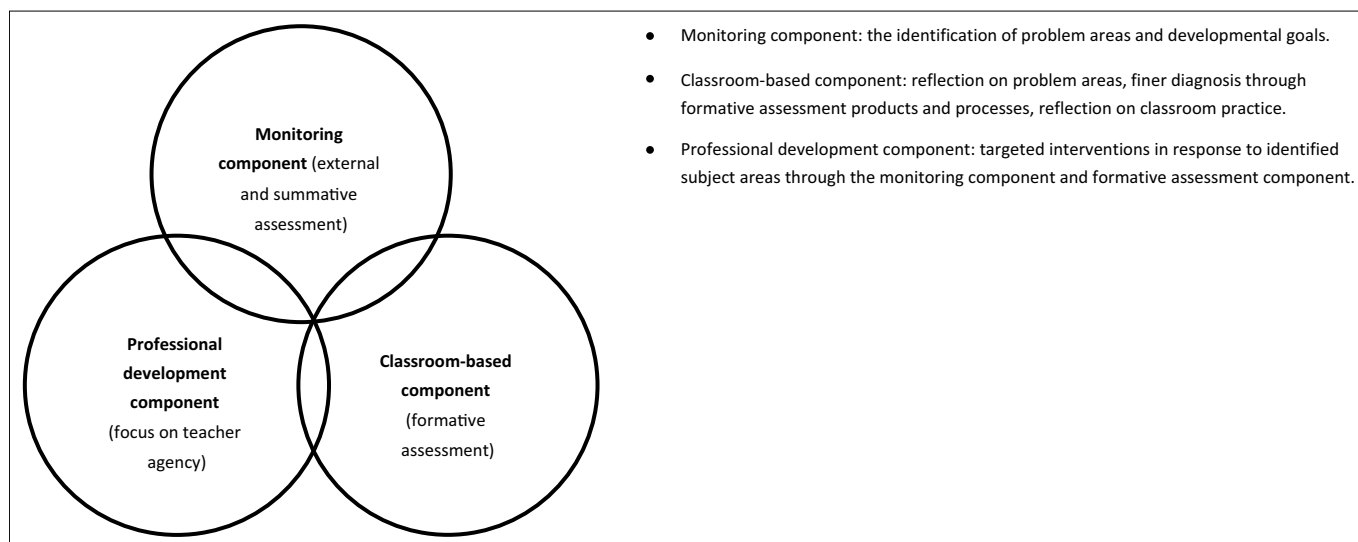 Monitoring
component (external
and summative
assessment)
Professional
development
component
(focus on teacher
agency)
Classroom-based
component
(formative
assessment)
● Monitoring component: the identification of problem areas and developmental goals.
● Classroom-based component: reflection on problem areas, finer diagnosis through
formative assessment products and processes, reflection on classroom practice.
● Professional development component: targeted interventions in response to identified
subject areas through the monitoring component and formative assessment component.